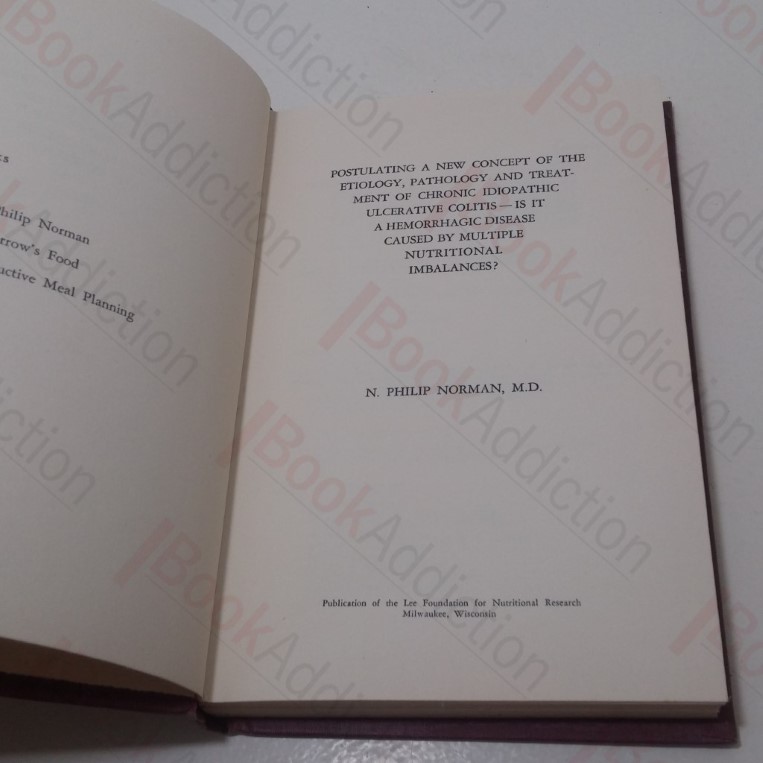 Philip Norman
rrow's Food
uctive Meal Planning
POSTULATING A NEW CONCEPT OF THE
ETIOLOGY, PATHOLOGY AND TREAT-
MENT OF CHRONIC IDIOPATHIC
ULCERATIVE COLITIS — IS IT
A HEMORRHAGIC DISEASE
CAUSED BY MULTIPLE
NUTRITIONAL
IMBALANCES?
N. PHILIP NORMAN, M.D.
Publication of the Lee Foundation for Nutritional Research
Milwaukee, Wisconsin
BookAddiction